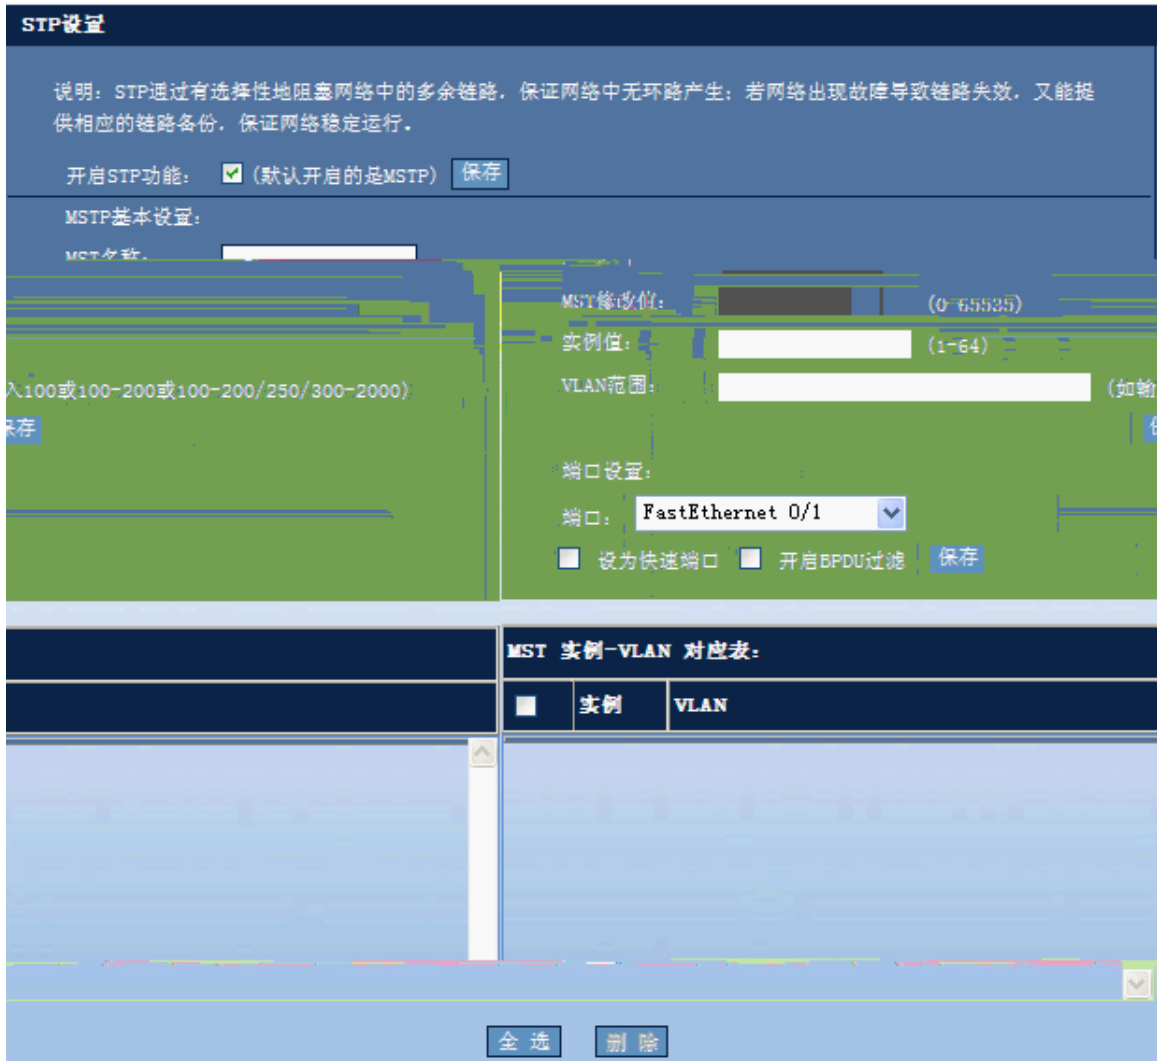 STP设置
说明：STP通过有选择性地阻塞网络中的多余链路，保证网络中无环路产生；若网络出现故障导致链路失效，又能提
供相应的链路备份，保证网络稳定运行。
开启STP功能： (默认开启的是MSTP) 保存
MSTP基本设置：
MST名称：
MST修改值： (0-65535)
实例值： (1-64)
VLAN范围： (如输
入100或100-200或100-200/250/300-2000)
保存
端口设置：
端口： FastEthernet 0/1
设为快速端口 开启BPDU过滤 保存
MST 实例-VLAN 对应表：
实例 VLAN
全 选 删 除